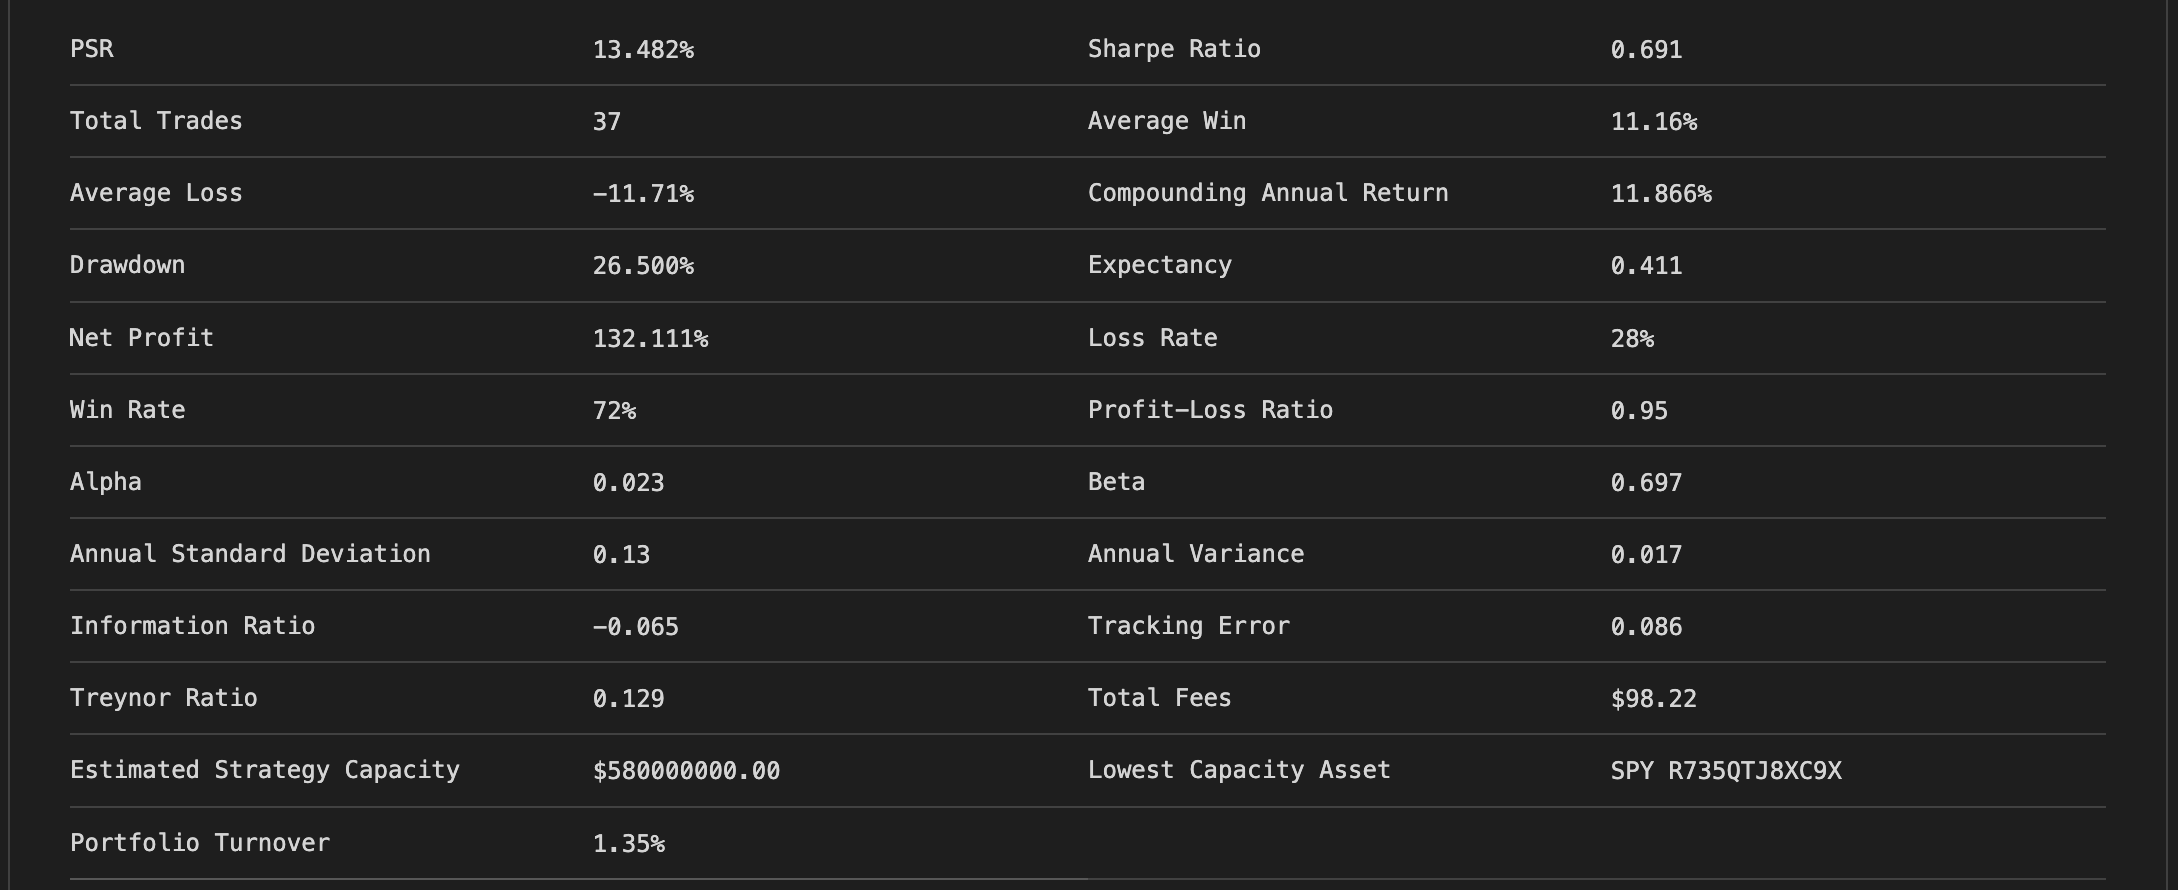 PSR 13.482% Sharpe Ratio 0.691
Total Trades 37 Average Win 11.16%
Average Loss -11.71% Compounding Annual Return 11.866%
Drawdown 26.500% Expectancy 0.411
Net Profit 132.111% Loss Rate 28%
Win Rate 72% Profit-Loss Ratio 0.95
Alpha 0.023 Beta 0.697
Annual Standard Deviation 0.13 Annual Variance 0.017
Information Ratio -0.065 Tracking Error 0.086
Treynor Ratio 0.129 Total Fees $98.22
Estimated Strategy Capacity $580000000.00 Lowest Capacity Asset SPY R735QTJ8XC9X
Portfolio Turnover 1.35%